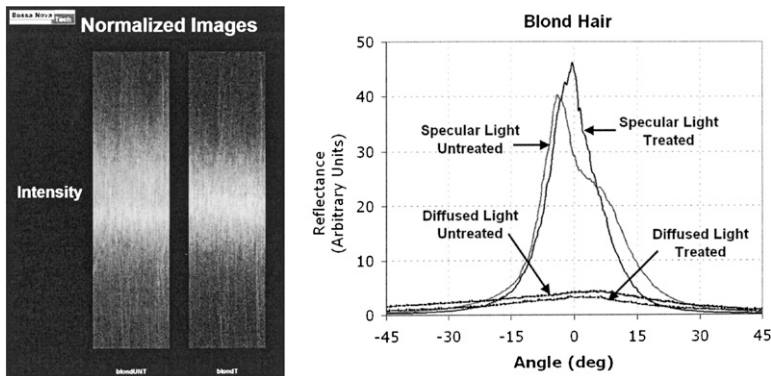 Bossa Nova
Tech
Normalized Images
Intensity
blondUNT
blondT
Blond Hair
Reflectance
(Arbitrary Units)
50
40
30
20
10
0
Specular Light
Untreated
Specular Light
Treated
Diffused Light
Untreated
Diffused Light
Treated
-45
-30
-15
0
15
30
45
Angle (deg)